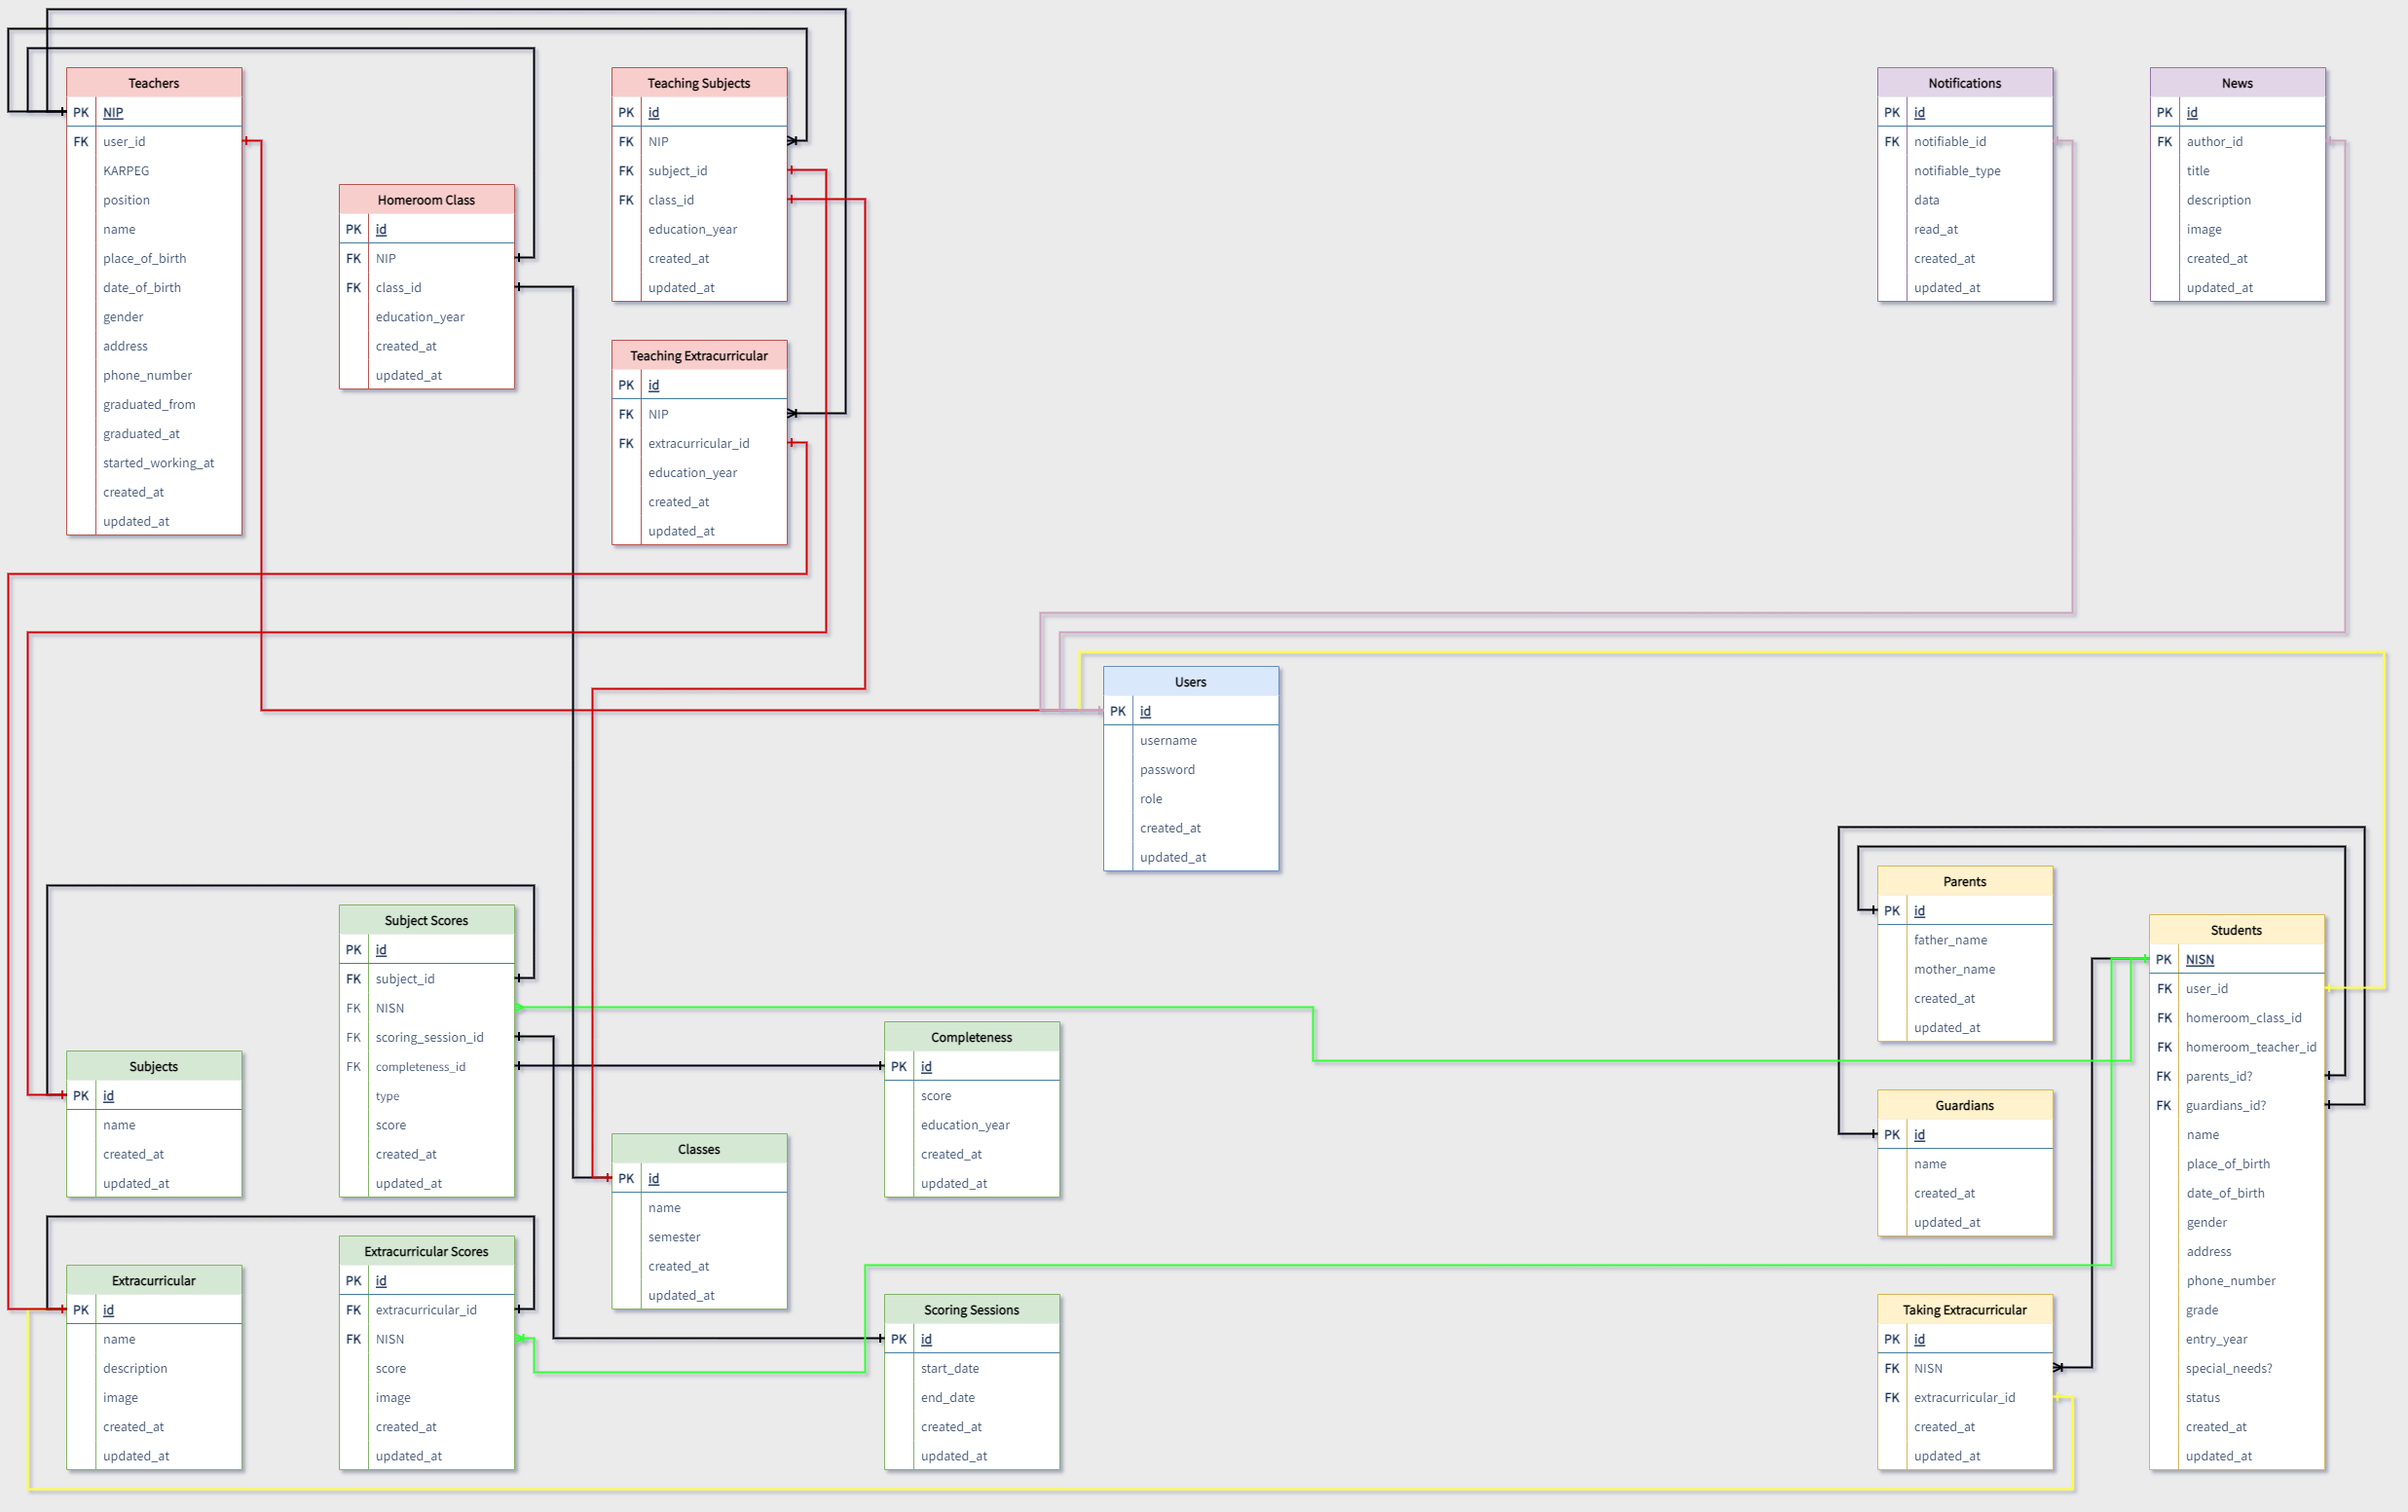 Teachers
PK NIP
FK user_id
KARPEG
position
name
place_of_birth
date_of_birth
gender
address
phone_number
graduated_from
graduated_at
started_working_at
created_at
updated_at
Homeroom Class
PK id
FK NIP
FK class_id
education_year
created_at
updated_at
Teaching Subjects
PK id
FK NIP
FK subject_id
FK class_id
education_year
created_at
updated_at
Teaching Extracurricular
PK id
FK NIP
FK extracurricular_id
education_year
created_at
updated_at
Notifications
PK id
FK notifiable_id
notifiable_type
data
read_at
created_at
updated_at
News
PK id
FK author_id
title
description
image
created_at
updated_at
Users
PK id
username
password
role
created_at
updated_at
Subjects
PK id
name
created_at
updated_at
Subject Scores
PK id
FK subject_id
FK NISN
FK scoring_session_id
FK completeness_id
type
score
created_at
updated_at
Classes
PK id
name
semester
created_at
updated_at
Completeness
PK id
score
education_year
created_at
updated_at
Extracurricular
PK id
name
description
image
created_at
updated_at
Extracurricular Scores
PK id
FK extracurricular_id
FK NISN
score
image
created_at
updated_at
Scoring Sessions
PK id
start_date
end_date
created_at
updated_at
Parents
PK id
father_name
mother_name
created_at
updated_at
Guardians
PK id
name
created_at
updated_at
Taking Extracurricular
PK id
FK NISN
FK extracurricular_id
created_at
updated_at
Students
PK NISN
FK user_id
FK homeroom_class_id
FK homeroom_teacher_id
FK parents_id?
FK guardians_id?
name
place_of_birth
date_of_birth
gender
address
phone_number
grade
entry_year
special_needs?
status
created_at
updated_at